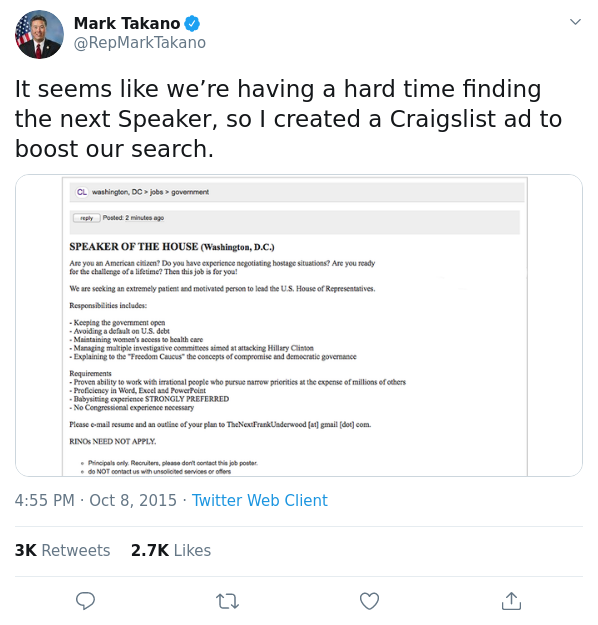 Mark Takano
@RepMarkTakano
It seems like we’re having a hard time finding
the next Speaker, so I created a Craigslist ad to
boost our search.
CL washington, DC > jobs > government
reply Posted: 2 minutes ago
SPEAKER OF THE HOUSE (Washington, D.C.)
Are you an American citizen? Do you have experience negotiating hostage situations? Are you ready
for the challenge of a lifetime? Then this job is for you!
We are seeking an extremely patient and motivated person to lead the U.S. House of Representatives.
Responsibilities includes:
- Keeping the government open
- Avoiding a default on U.S. debt
- Maintaining women's access to health care
- Managing multiple investigative committees aimed at attacking Hillary Clinton
- Explaining to the "Freedom Caucus" the concepts of compromise and democratic governance
Requirements
- Proven ability to work with irrational people who pursue narrow priorities at the expense of millions of others
- Proficiency in Word, Excel and PowerPoint
- Babysitting experience STRONGLY PREFERRED
- No Congressional experience necessary
Please e-mail resume and an outline of your plan to TheNextFrankUnderwood [at] gmail [dot] com.
RINOs NEED NOT APPLY.
• Principals only. Recruiters, please don't contact this job poster.
• do NOT contact us with unsolicited services or offers
4:55 PM · Oct 8, 2015 · Twitter Web Client
3K Retweets 2.7K Likes